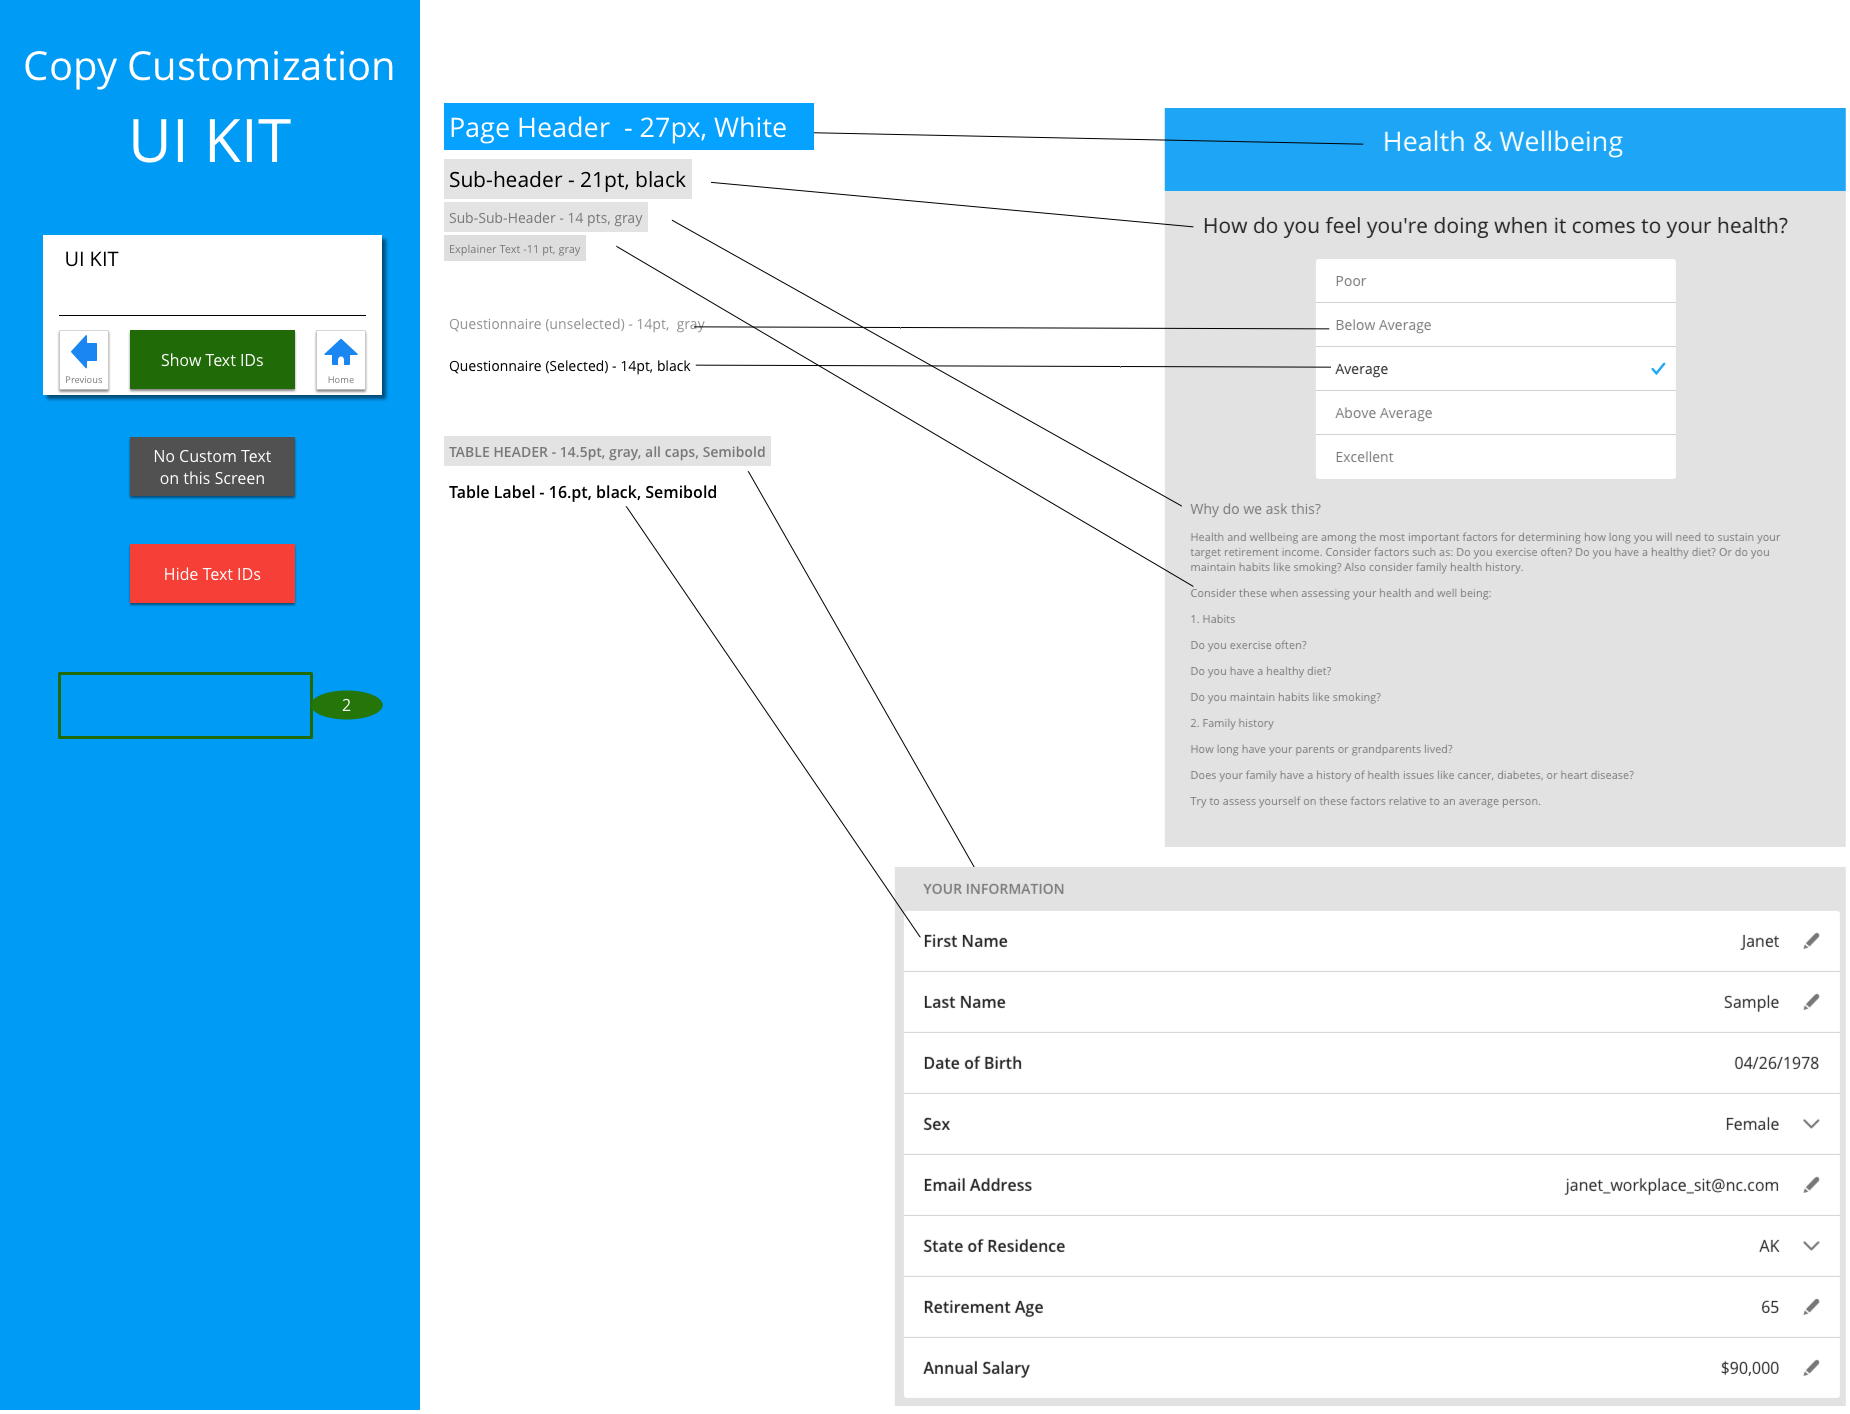 Copy Customization
UI KIT
UI KIT
Previous
Show Text IDs
Home
No Custom Text
on this Screen
Hide Text IDs
2
Page Header - 27px, White
Sub-header - 21pt, black
Sub-Sub-Header - 14 pts, gray
Explainer Text -11 pt, gray
Questionnaire (unselected) - 14pt, gray
Questionnaire (Selected) - 14pt, black
TABLE HEADER - 14.5pt, gray, all caps, Semibold
Table Label - 16.pt, black, Semibold
Health & Wellbeing
How do you feel you're doing when it comes to your health?
Poor
Below Average
Average
Above Average
Excellent
Why do we ask this?
Health and wellbeing are among the most important factors for determining how long you will need to sustain your
target retirement income. Consider factors such as: Do you exercise often? Do you have a healthy diet? Or do you
maintain habits like smoking? Also consider family health history.
Consider these when assessing your health and well being:
1. Habits
Do you exercise often?
Do you have a healthy diet?
Do you maintain habits like smoking?
2. Family history
How long have your parents or grandparents lived?
Does your family have a history of health issues like cancer, diabetes, or heart disease?
Try to assess yourself on these factors relative to an average person.
YOUR INFORMATION
First Name Janet
Last Name Sample
Date of Birth 04/26/1978
Sex Female
Email Address janet_workplace_sit@nc.com
State of Residence AK
Retirement Age 65
Annual Salary $90,000